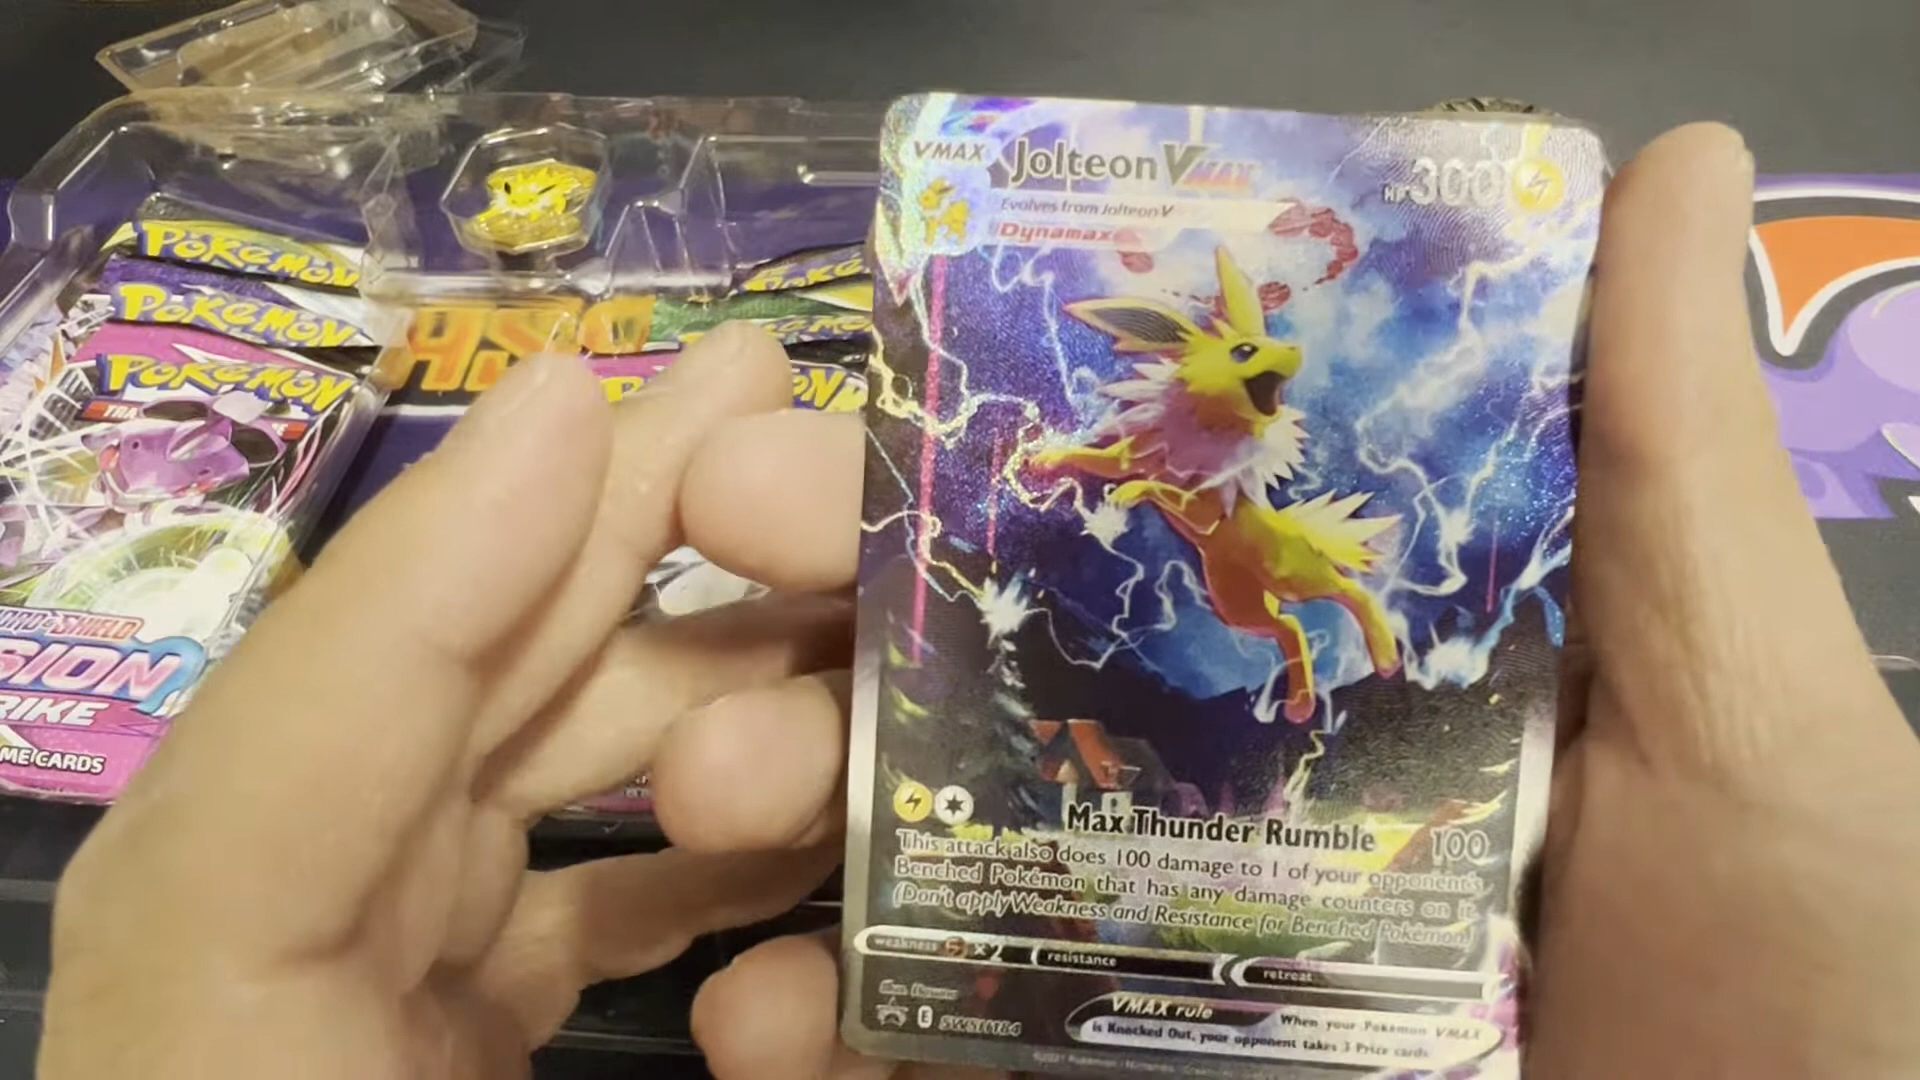 VMAX Jolteon VMAX HP 300
Evolves from Jolteon V
Dynamax
Max Thunder Rumble 100
This attack also does 100 damage to 1 of your opponent's
Benched Pokémon that has any damage counters on it.
(Don't apply Weakness and Resistance for Benched Pokémon.)
weakness ×2 resistance retreat
VMAX rule When your Pokémon VMAX
is Knocked Out, your opponent takes 3 Prize cards.
E SWSH184
POKéMON
POKéMON
POKéMON
TRA
SHIELD
SION
RIKE
ME CARDS